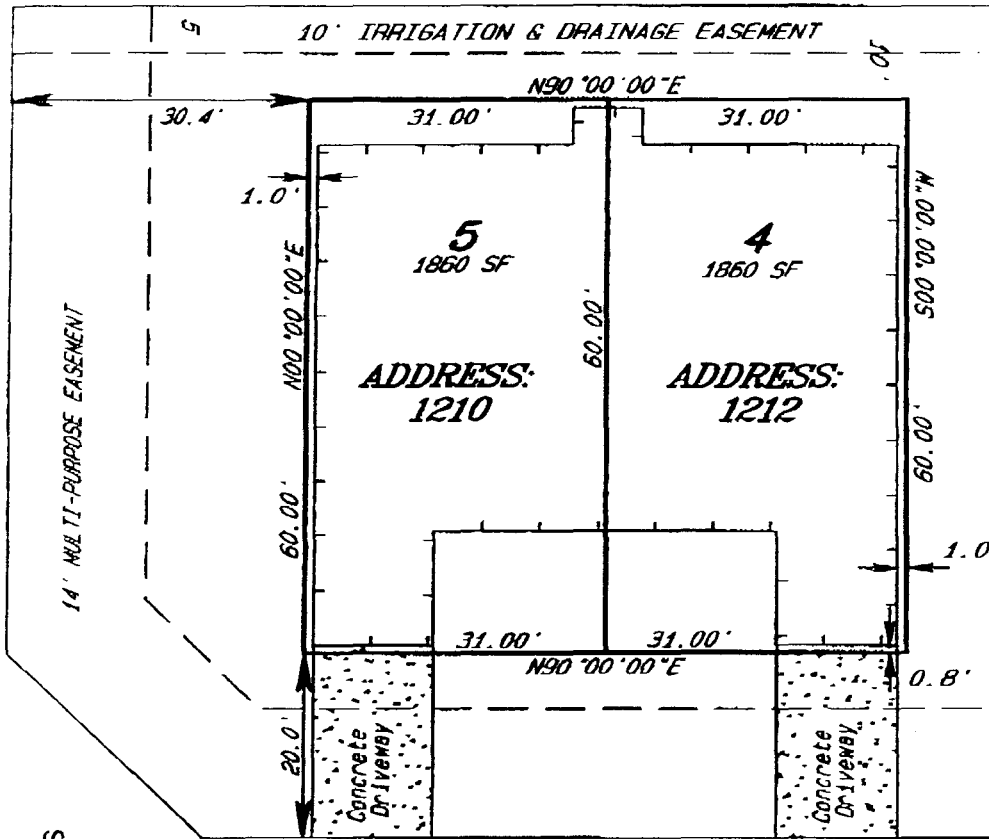 5
10' IRRIGATION & DRAINAGE EASEMENT
10'
N90°00'00"E
30.4'
31.00'
31.00'
1.0'
5
1860 SF
4
1860 SF
N00°00'00"E
S00°00'00"W
60.00'
14' MULTI-PURPOSE EASEMENT
ADDRESS:
1210
ADDRESS:
1212
60.00'
60.00'
1.0
31.00'
31.00'
N90°00'00"E
0.8'
20.0'
Concrete
Driveway
Concrete
Driveway